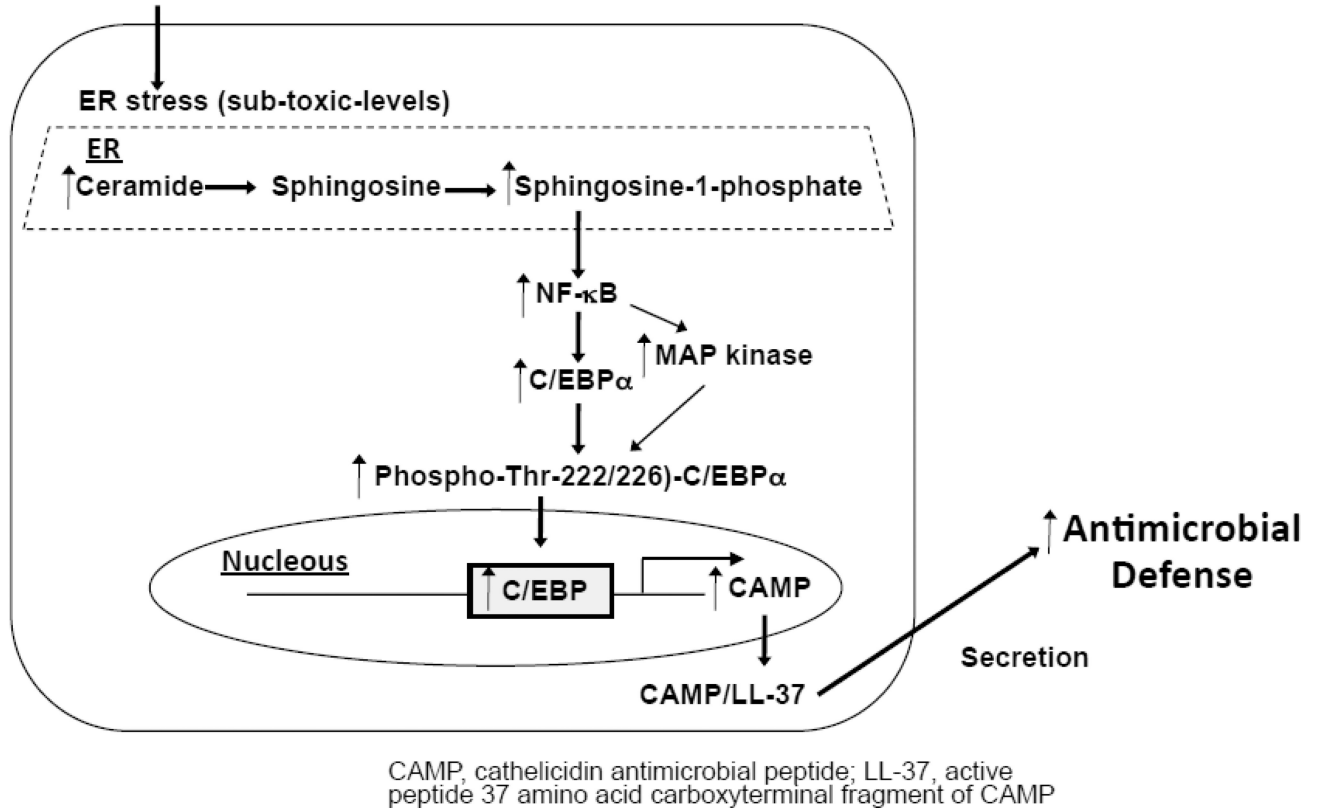 ER stress (sub-toxic-levels)
ER
Ceramide Sphingosine Sphingosine-1-phosphate
NF-κB
MAP kinase
C/EBPα
Phospho-Thr-222/226)-C/EBPα
Nucleous
C/EBP CAMP
Antimicrobial
Defense
Secretion
CAMP/LL-37
CAMP, cathelicidin antimicrobial peptide; LL-37, active
peptide 37 amino acid carboxyterminal fragment of CAMP